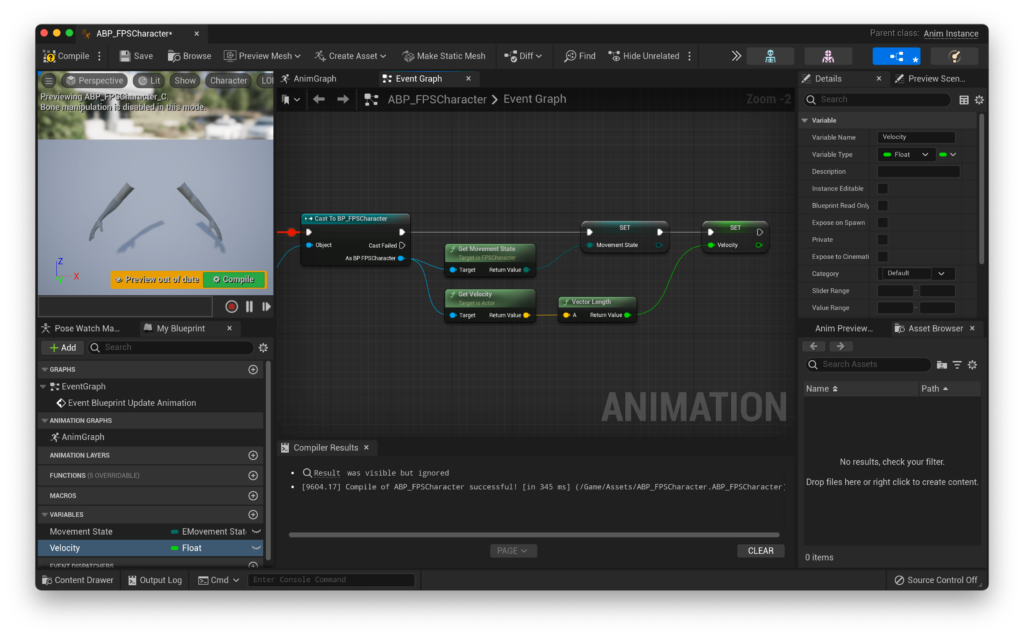 ABP_FPSCharacter*
Parent class: Anim Instance
Compile
Save
Browse
Preview Mesh
Create Asset
Make Static Mesh
Diff
Find
Hide Unrelated
Perspective
Lit
Show
Character
LOD
Previewing ABP_FPSCharacter_C.
Bone manipulation is disabled in this mode.
Z
X
Y
Preview out of date
Compile
Pose Watch Ma...
My Blueprint
Add
Search
GRAPHS
EventGraph
Event Blueprint Update Animation
ANIMATION GRAPHS
AnimGraph
ANIMATION LAYERS
FUNCTIONS (5 OVERRIDABLE)
MACROS
VARIABLES
Movement State
EMovement Stat
Velocity
Float
EVENT DISPATCHERS
AnimGraph
Event Graph
ABP_FPSCharacter
Event Graph
Zoom -2
Cast To BP_FPSCharacter
Object
Cast Failed
As BP FPSCharacter
Get Movement State
Target is FPSCharacter
Target
Return Value
Get Velocity
Target is Actor
Target
Return Value
Vector Length
A
Return Value
SET
Movement State
SET
Velocity
ANIMATION
Compiler Results
Result was visible but ignored
[9604.17] Compile of ABP_FPSCharacter successful! [in 345 ms] (/Game/Assets/ABP_FPSCharacter.ABP_FPSCharacter)
PAGE
CLEAR
Details
Preview Scen...
Search
Variable
Variable Name
Velocity
Variable Type
Float
Description
Instance Editable
Blueprint Read Only
Expose on Spawn
Private
Expose to Cinemati
Category
Default
Slider Range
Value Range
Anim Preview...
Asset Browser
Search Assets
Name
Path
No results, check your filter.
Drop files here or right click to create content.
0 items
Content Drawer
Output Log
Cmd
Enter Console Command
Source Control Off